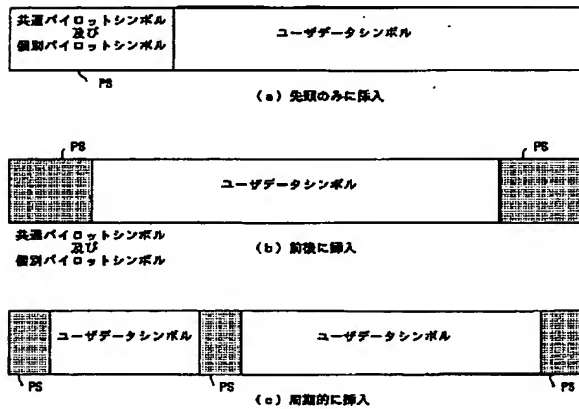 共通パイロットシンボル
及び
個別パイロットシンボル
ユーザデータシンボル
PS
(a) 先頭のみに挿入
PS
PS
ユーザデータシンボル
共通パイロットシンボル
及び
個別パイロットシンボル
(b) 前後に挿入
ユーザデータシンボル
ユーザデータシンボル
PS
PS
PS
(c) 周期的に挿入